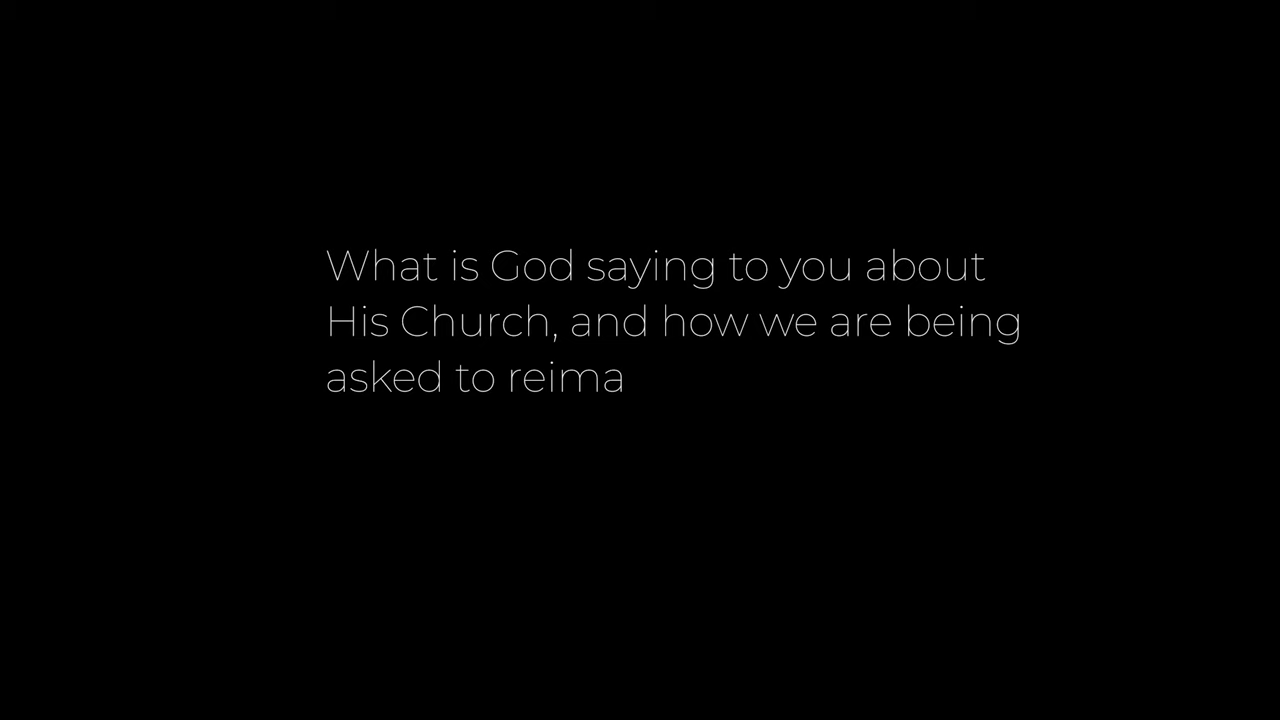 What is God saying to you about
His Church, and how we are being
asked to reima